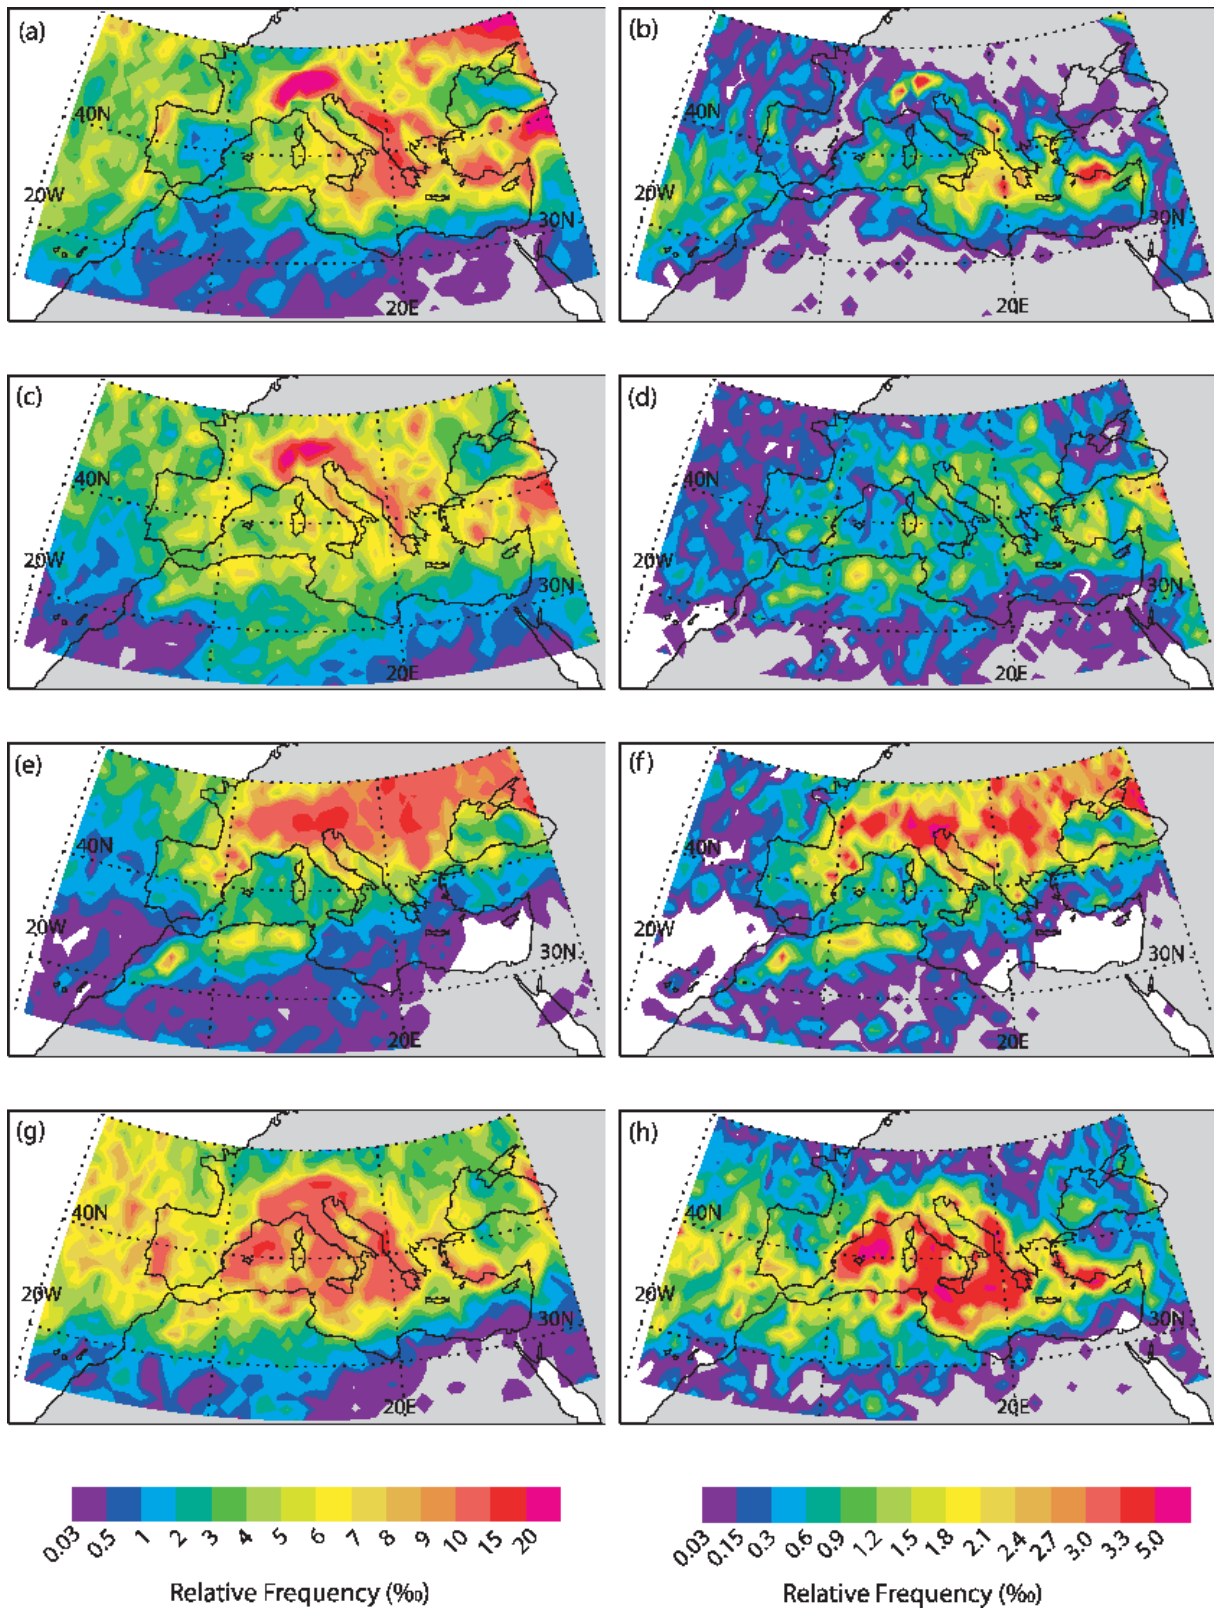 (a)
(b)
40N
40N
20W
20W
30N
30N
20E
20E
(c)
(d)
40N
40N
20W
20W
30N
30N
20E
20E
(e)
(f)
40N
40N
20W
20W
30N
30N
20E
20E
(g)
(h)
40N
40N
20W
20W
30N
30N
20E
20E
0.03 0.5 1 2 3 4 5 6 7 8 9 10 15 20
0.03 0.15 0.3 0.6 0.9 1.2 1.5 1.8 2.1 2.4 2.7 3.0 3.3 5.0
Relative Frequency (‰)
Relative Frequency (‰)